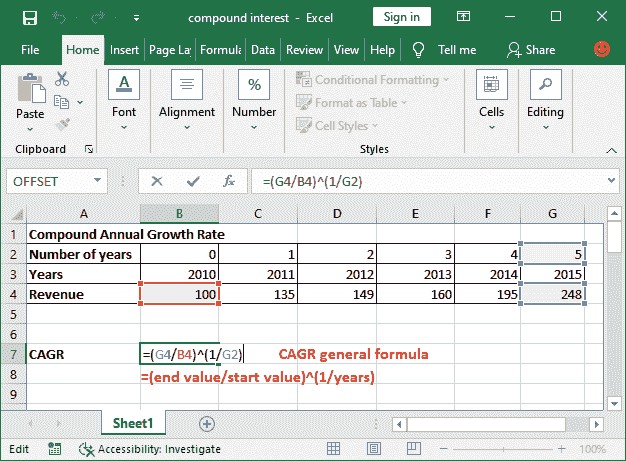 compound interest - Excel
Sign in
File Home Insert Page La Formula Data Review View Help Tell me Share
Paste
Clipboard
Font
Alignment
Number
Conditional Formatting
Format as Table
Cell Styles
Styles
Cells
Editing
OFFSET fx =(G4/B4)^(1/G2)
A B C D E F G
1 Compound Annual Growth Rate
2 Number of years 0 1 2 3 4 5
3 Years 2010 2011 2012 2013 2014 2015
4 Revenue 100 135 149 160 195 248
5
6
7 CAGR =(G4/B4)^(1/G2) CAGR general formula
8 =(end value/start value)^(1/years)
9
Sheet1
Edit Accessibility: Investigate 100%